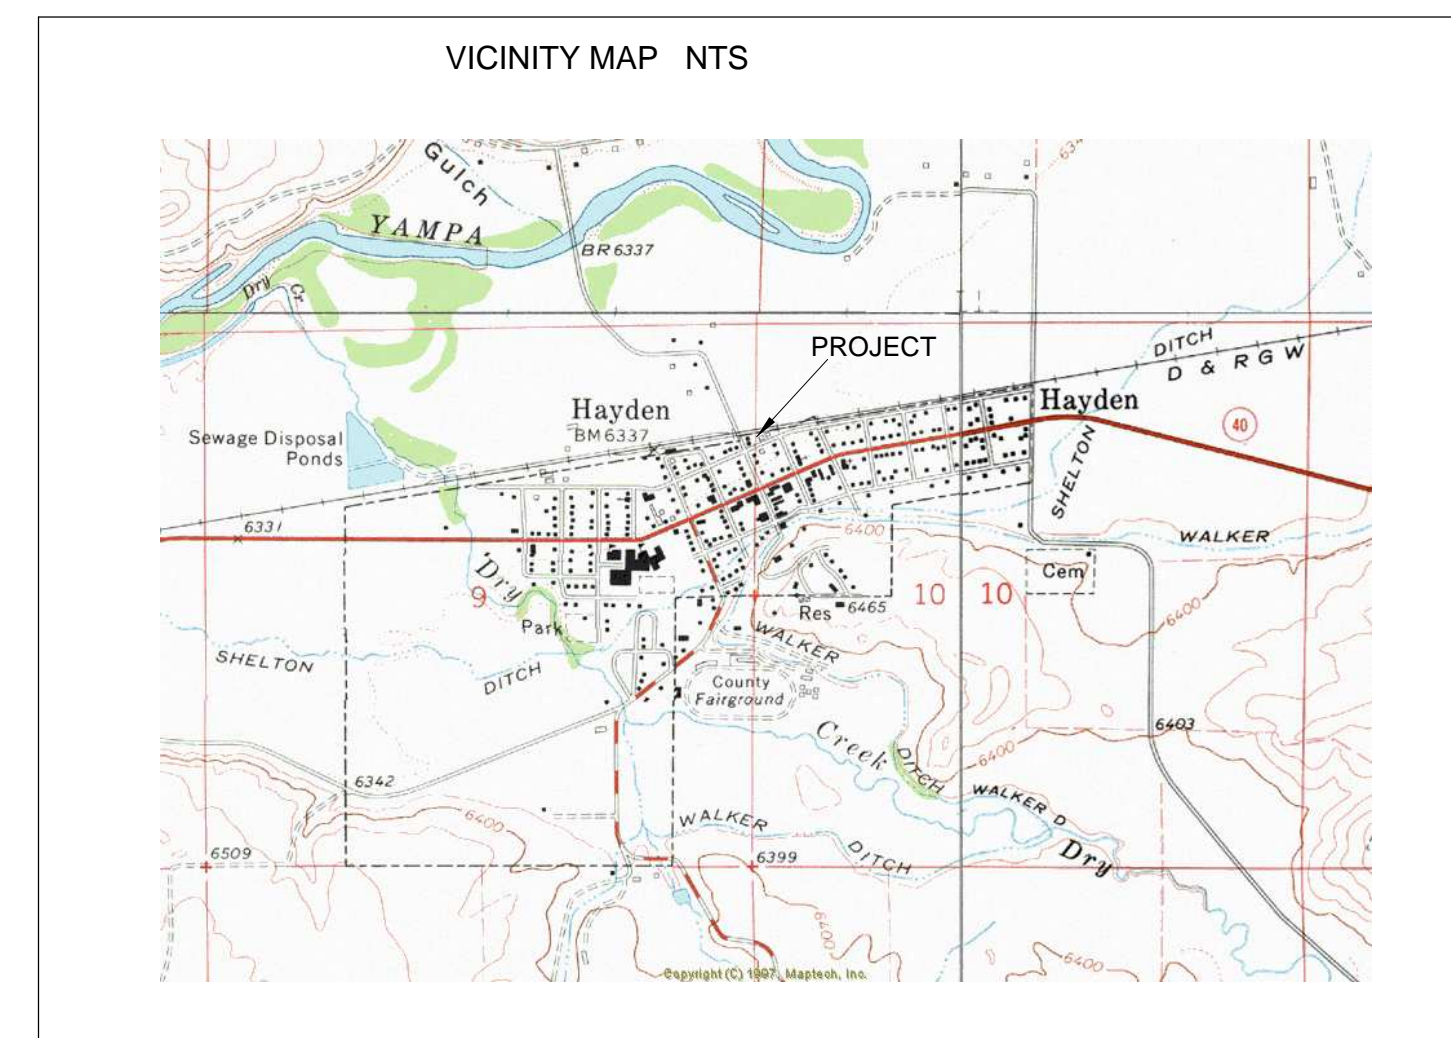 VICINITY MAP NTS
Gulch
YAMPA
BR 6337
Dry
Cr
PROJECT
DITCH
D & R G W
Hayden
BM 6337
Hayden
40
Sewage Disposal
Ponds
SHELTON
6331
6400
WALKER
Dry
9
Cem
10
10
Res
6465
6400
Park
WALKER
SHELTON
DITCH
County
Fairground
Creek
6403
DITCH
6400
6342
WALKER D
6400
WALKER
Dry
6509
6399
DITCH
6400
6400
Copyright (C) 1997, Maptech, Inc.